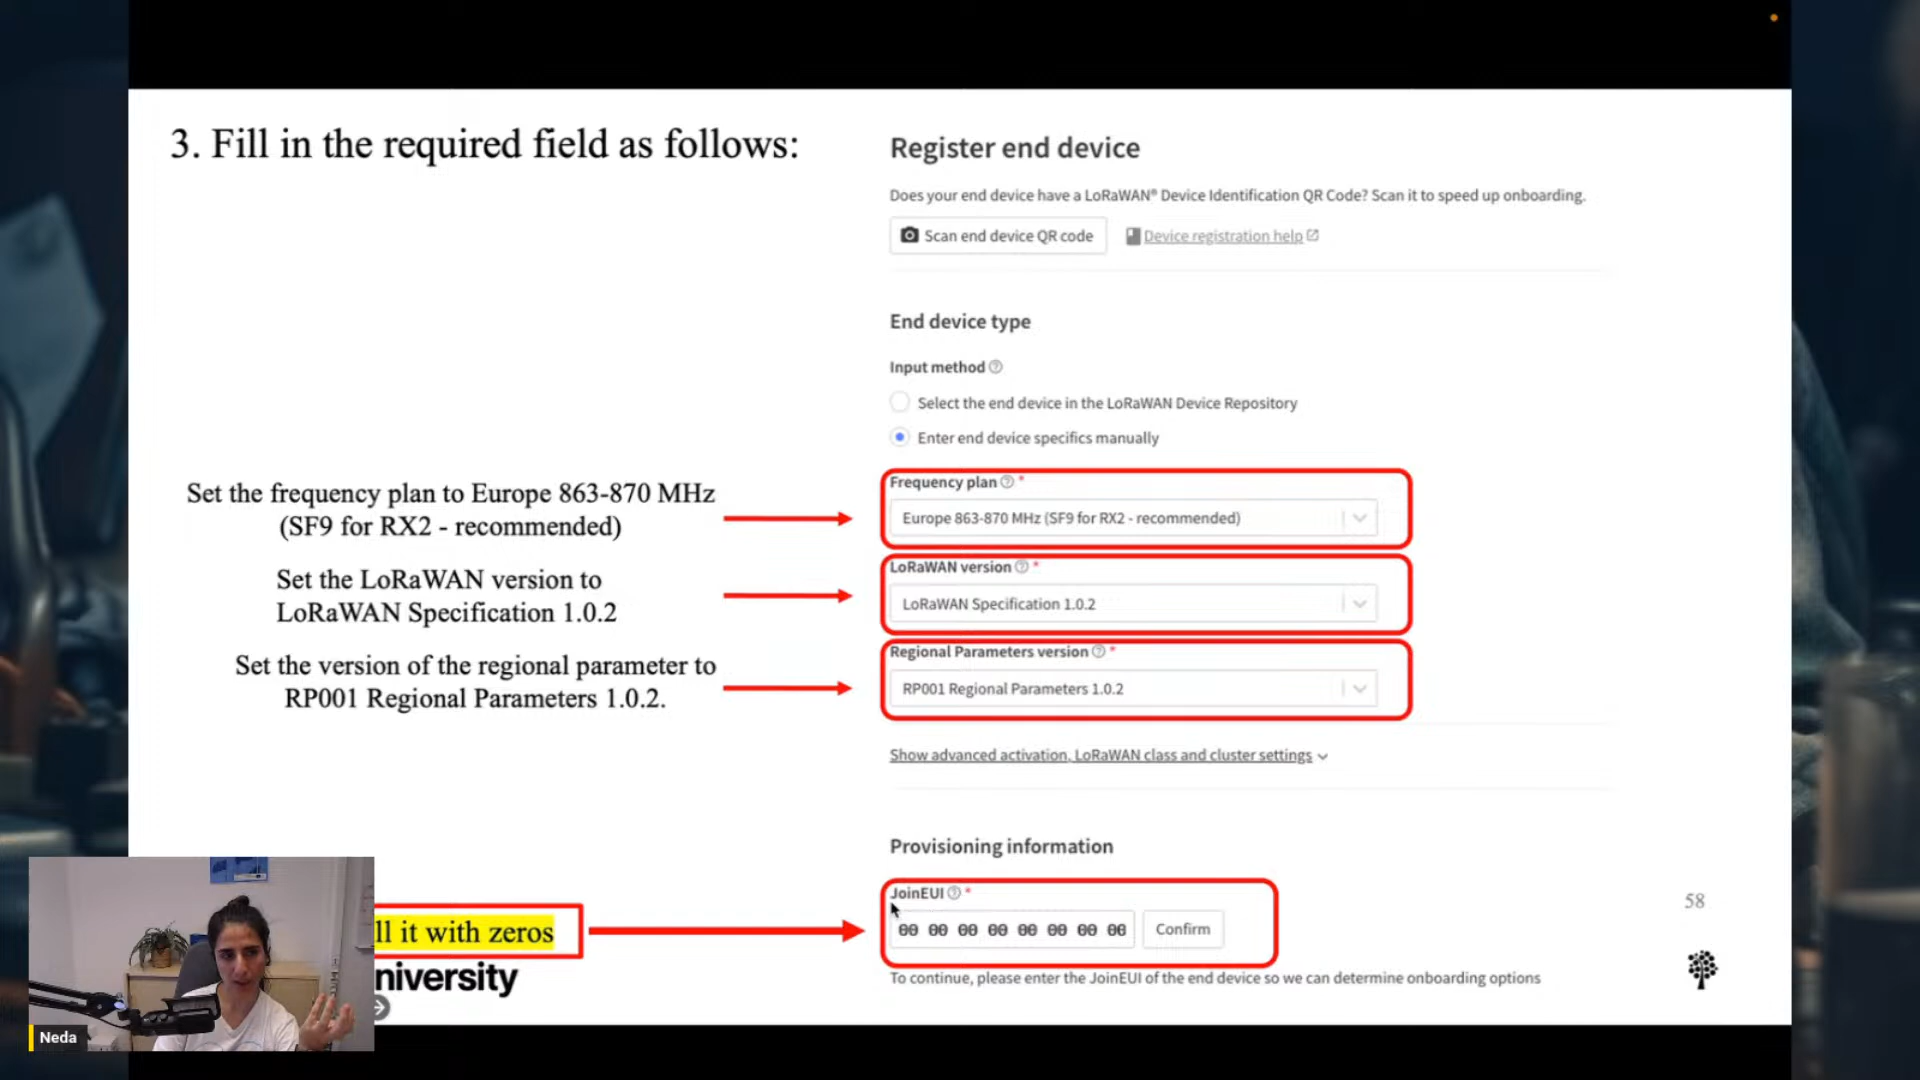 3. Fill in the required field as follows:
Set the frequency plan to Europe 863-870 MHz
(SF9 for RX2 - recommended)
Set the LoRaWAN version to
LoRaWAN Specification 1.0.2
Set the version of the regional parameter to
RP001 Regional Parameters 1.0.2.
ll it with zeros
niversity
Neda
Register end device
Does your end device have a LoRaWAN® Device Identification QR Code? Scan it to speed up onboarding.
Scan end device QR code
Device registration help
End device type
Input method
Select the end device in the LoRaWAN Device Repository
Enter end device specifics manually
Frequency plan *
Europe 863-870 MHz (SF9 for RX2 - recommended)
LoRaWAN version *
LoRaWAN Specification 1.0.2
Regional Parameters version *
RP001 Regional Parameters 1.0.2
Show advanced activation, LoRaWAN class and cluster settings
Provisioning information
JoinEUI *
00 00 00 00 00 00 00 00
Confirm
To continue, please enter the JoinEUI of the end device so we can determine onboarding options
58